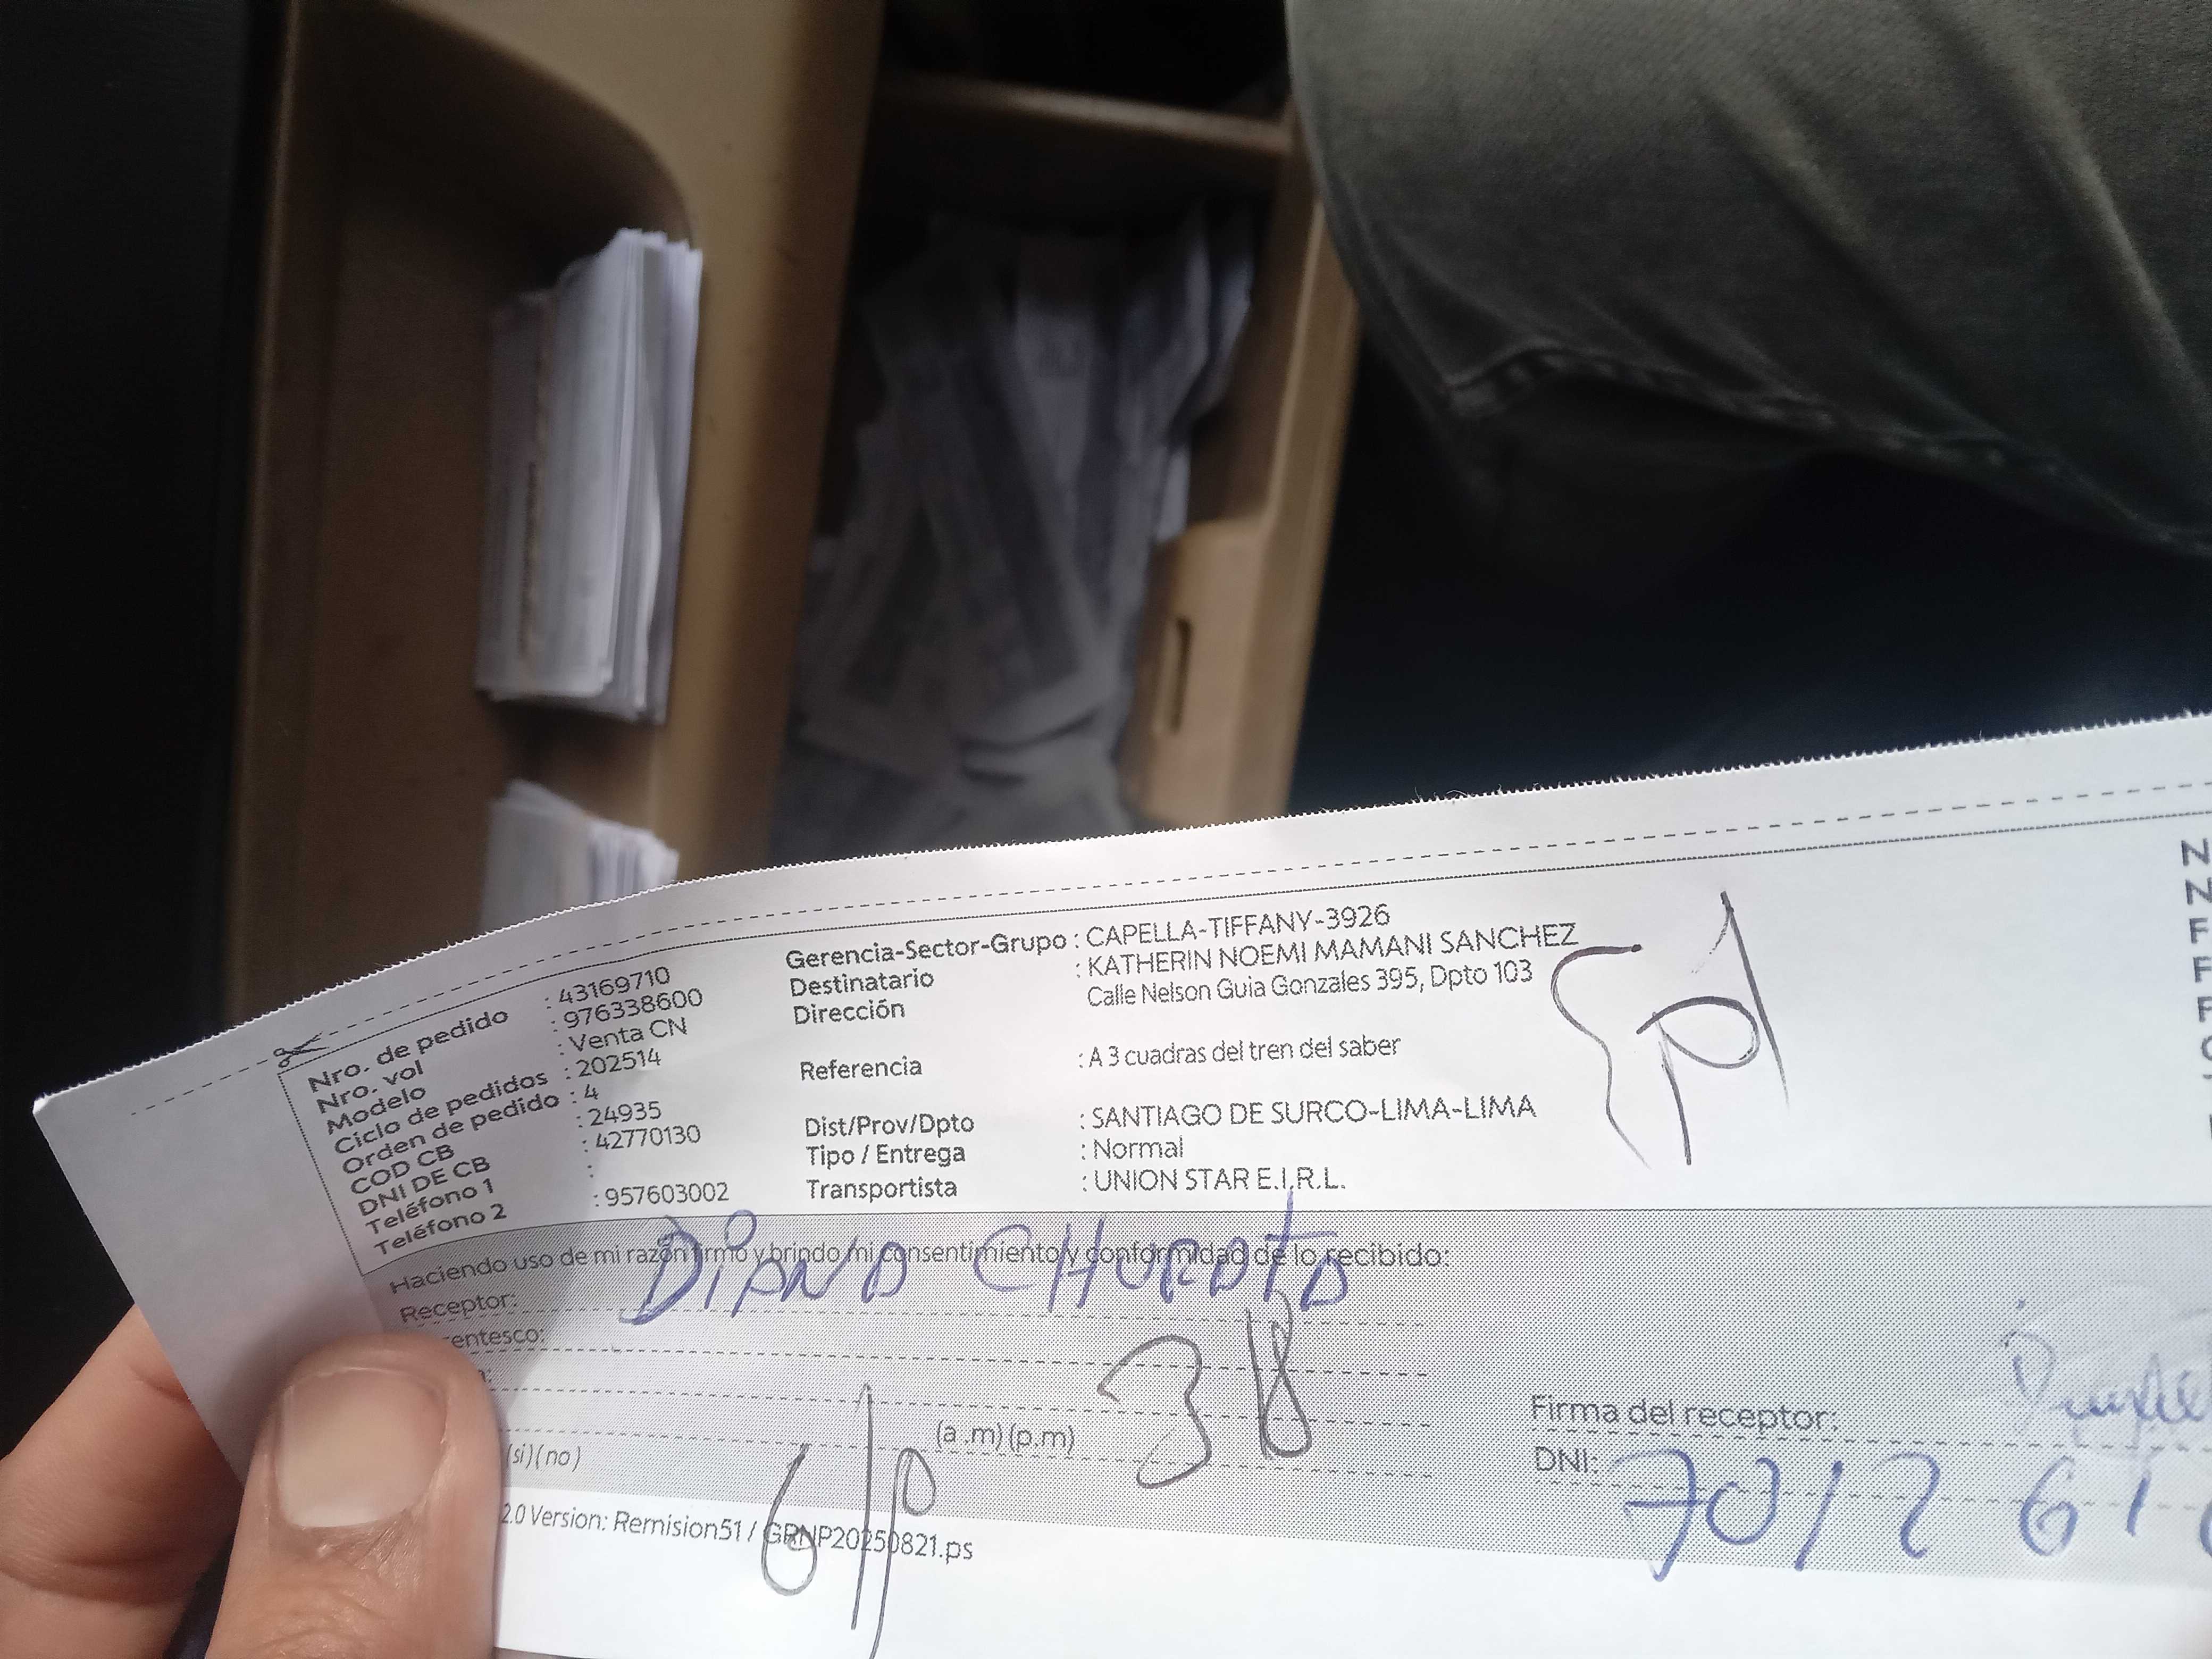 Nro. de pedido : 43169710
Nro. vol : 976338600
Modelo : Venta CN
Ciclo de pedidos : 202514
Orden de pedido : 4
COD CB : 24935
DNI DE CB : 42770130
Teléfono 1 :
Teléfono 2 : 957603002
Gerencia-Sector-Grupo : CAPELLA-TIFFANY-3926
Destinatario : KATHERIN NOEMI MAMANI SANCHEZ
Dirección Calle Nelson Guia Gonzales 395, Dpto 103
Referencia : A 3 cuadras del tren del saber
Dist/Prov/Dpto : SANTIAGO DE SURCO-LIMA-LIMA
Tipo / Entrega : Normal
Transportista : UNION STAR E.I.R.L.
Haciendo uso de mi razón firmo y brindo mi consentimiento y conformidad de lo recibido:
Receptor: DIANA
entesco:
(a .m) (p.m)
(si) (no)
Firma del receptor:
DNI: 701261
2.0 Version: Remision51 / GRNP20250821.ps
N
N
F
F